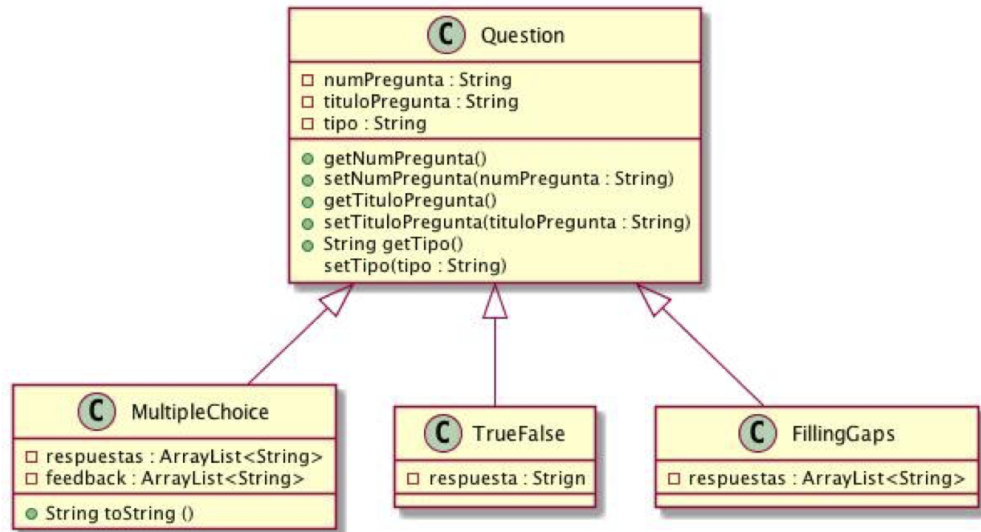 C Question
numPregunta : String
tituloPregunta : String
tipo : String
getNumPregunta()
setNumPregunta(numPregunta : String)
getTituloPregunta()
setTituloPregunta(tituloPregunta : String)
String getTipo()
setTipo(tipo : String)
C MultipleChoice
respuestas : ArrayList<String>
feedback : ArrayList<String>
String toString ()
C TrueFalse
respuesta : Strign
C FillingGaps
respuestas : ArrayList<String>